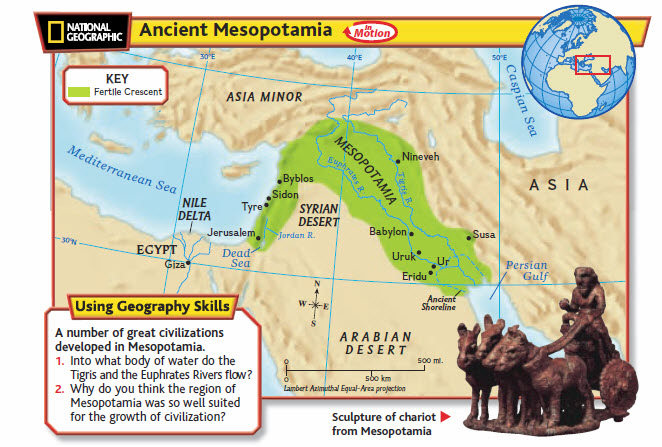 NATIONAL
GEOGRAPHIC
Ancient Mesopotamia
In
Motion
KEY
Fertile Crescent
30°E
40°E
50°E
ASIA MINOR
Caspian Sea
Mediterranean Sea
MESOPOTAMIA
Nineveh
Euphrates R.
Tigris R.
ASIA
Byblos
Sidon
Tyre
NILE
DELTA
SYRIAN
DESERT
Jerusalem
Jordan R.
Babylon
Susa
30°N
EGYPT
Dead
Sea
Giza
Uruk
Ur
Eridu
Persian
Gulf
Ancient
Shoreline
N
W
E
S
Using Geography Skills
A number of great civilizations
developed in Mesopotamia.
1. Into what body of water do the
Tigris and the Euphrates Rivers flow?
2. Why do you think the region of
Mesopotamia was so well suited
for the growth of civilization?
ARABIAN
DESERT
0
500 mi.
0
500 km
Lambert Azimuthal Equal-Area projection
Sculpture of chariot
from Mesopotamia